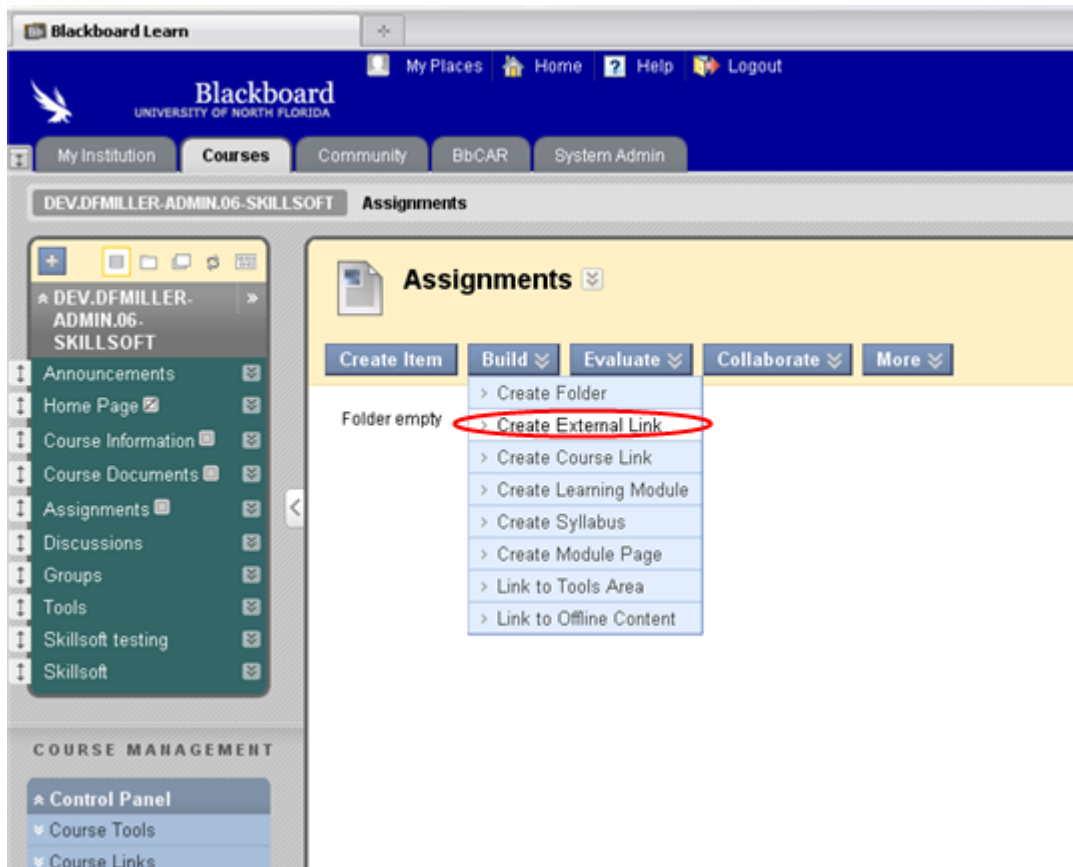 Blackboard Learn
My Places Home Help Logout
Blackboard
UNIVERSITY OF NORTH FLORIDA
My Institution Courses Community BbCAR System Admin
DEV.DFMILLER-ADMIN.06-SKILLSOFT Assignments
DEV.DFMILLER-
ADMIN.06-
SKILLSOFT
Announcements
Home Page
Course Information
Course Documents
Assignments
Discussions
Groups
Tools
Skillsoft testing
Skillsoft
COURSE MANAGEMENT
Control Panel
Course Tools
Course Links
Assignments
Create Item Build Evaluate Collaborate More
Folder empty
Create Folder
Create External Link
Create Course Link
Create Learning Module
Create Syllabus
Create Module Page
Link to Tools Area
Link to Offline Content